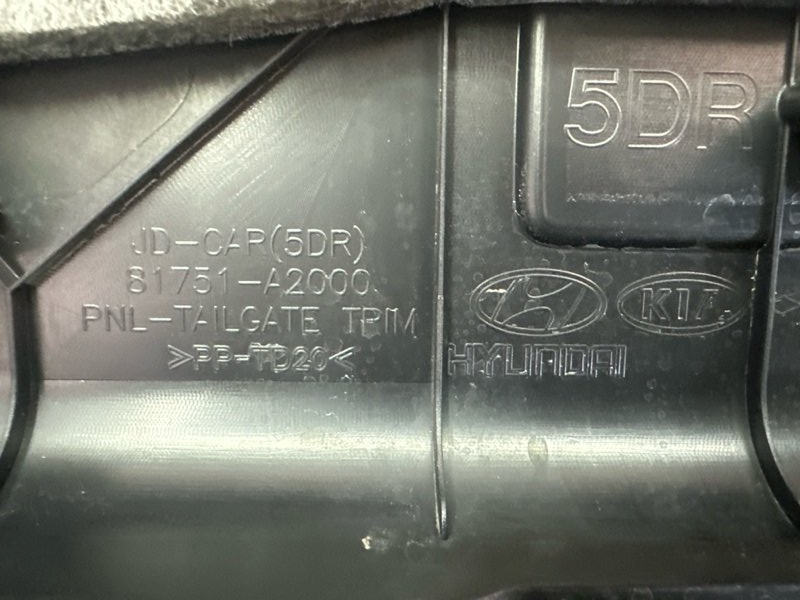 5DR
JD-CAR(5DR)
81751-A2000
PNL-TAILGATE TRIM
>PP-TD20<
KIA
HYUNDAI